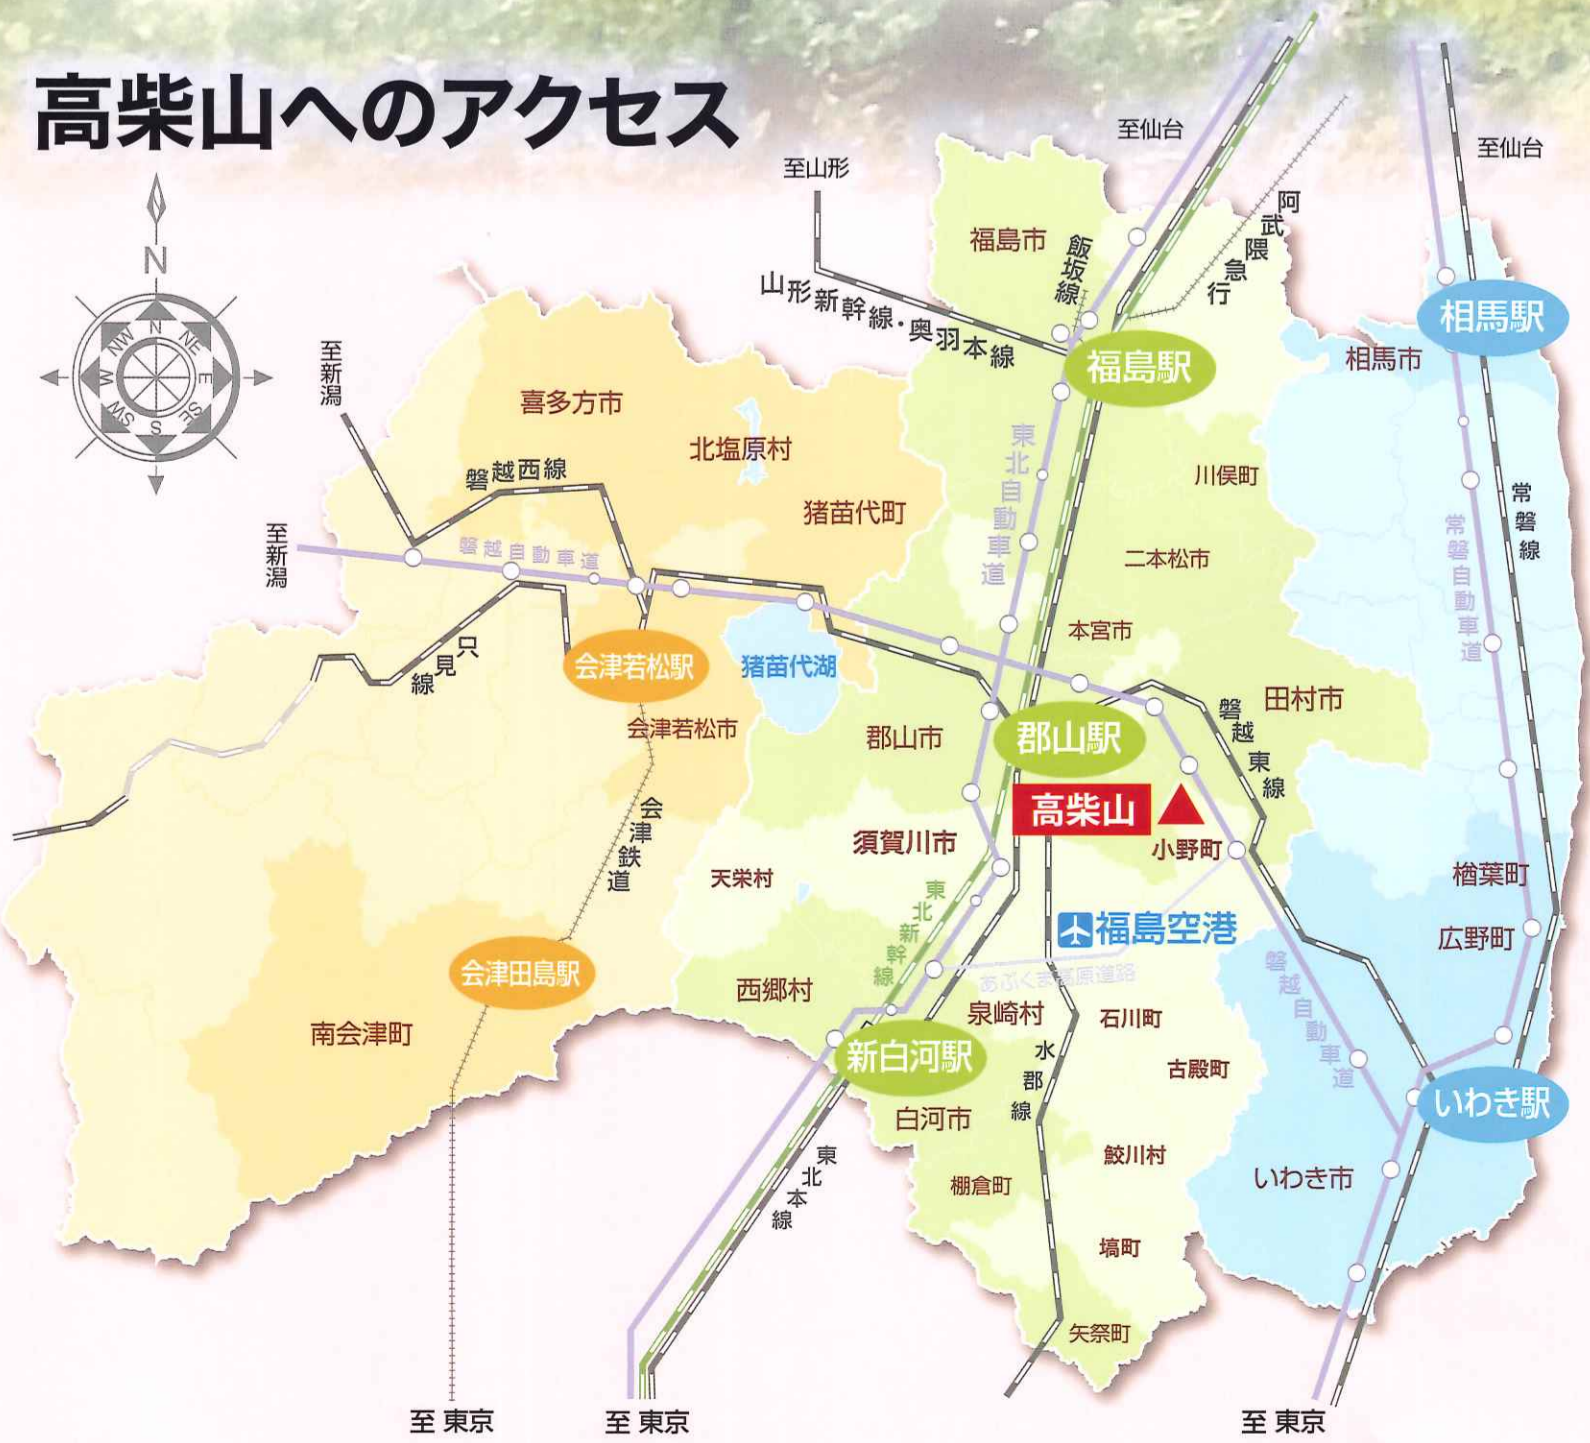 高柴山へのアクセス
至山形
至仙台
至仙台
N
N
NE
E
SE
S
SW
W
NW
福島市
飯坂線
阿武隈急行
山形新幹線・奥羽本線
相馬駅
福島駅
相馬市
至新潟
喜多方市
北塩原村
磐越西線
猪苗代町
東北自動車道
川俣町
常磐線
常磐自動車道
至新潟
磐越自動車道
二本松市
本宮市
只見線
会津若松駅
猪苗代湖
田村市
会津若松市
郡山市
郡山駅
磐越東線
高柴山
会津鉄道
須賀川市
小野町
天栄村
楢葉町
東北新幹線
福島空港
広野町
会津田島駅
西郷村
あぶくま高原道路
磐越自動車道
泉崎村
石川町
南会津町
新白河駅
水郡線
古殿町
いわき駅
白河市
鮫川村
東北本線
棚倉町
いわき市
塙町
矢祭町
至 東京
至 東京
至 東京